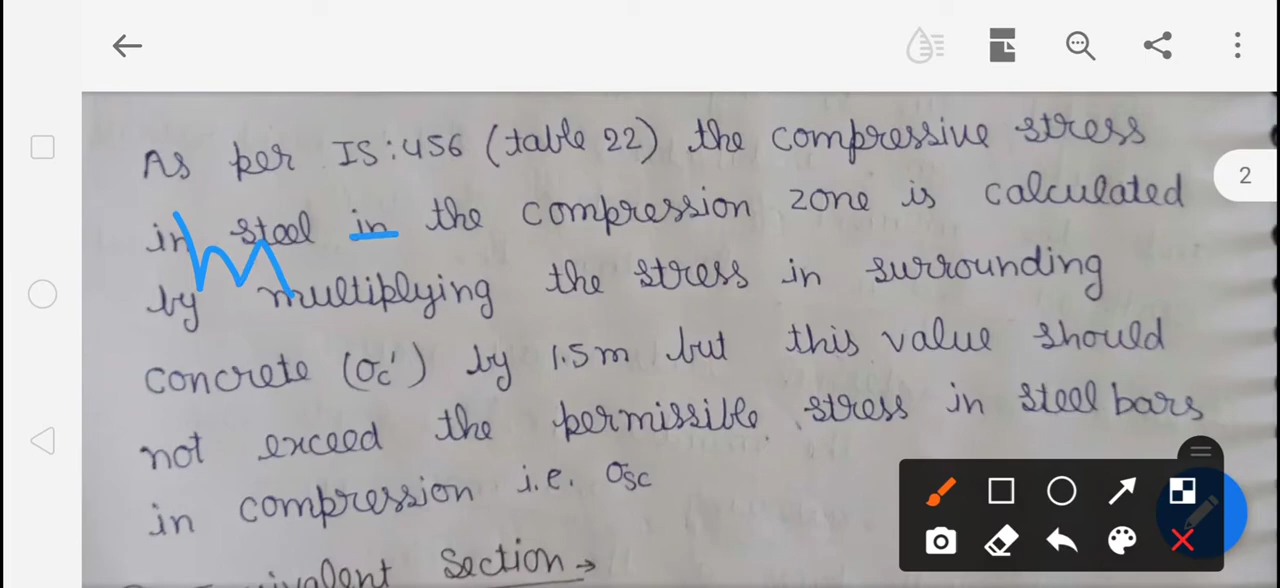 2
As per IS:456 (table 22) the compressive stress
in steel in the compression zone is calculated
by multiplying the stress in surrounding
concrete (σc') by 1.5m but this value should
not exceed the permissible stress in steel bars
in compression i.e. σsc
Equivalent Section →